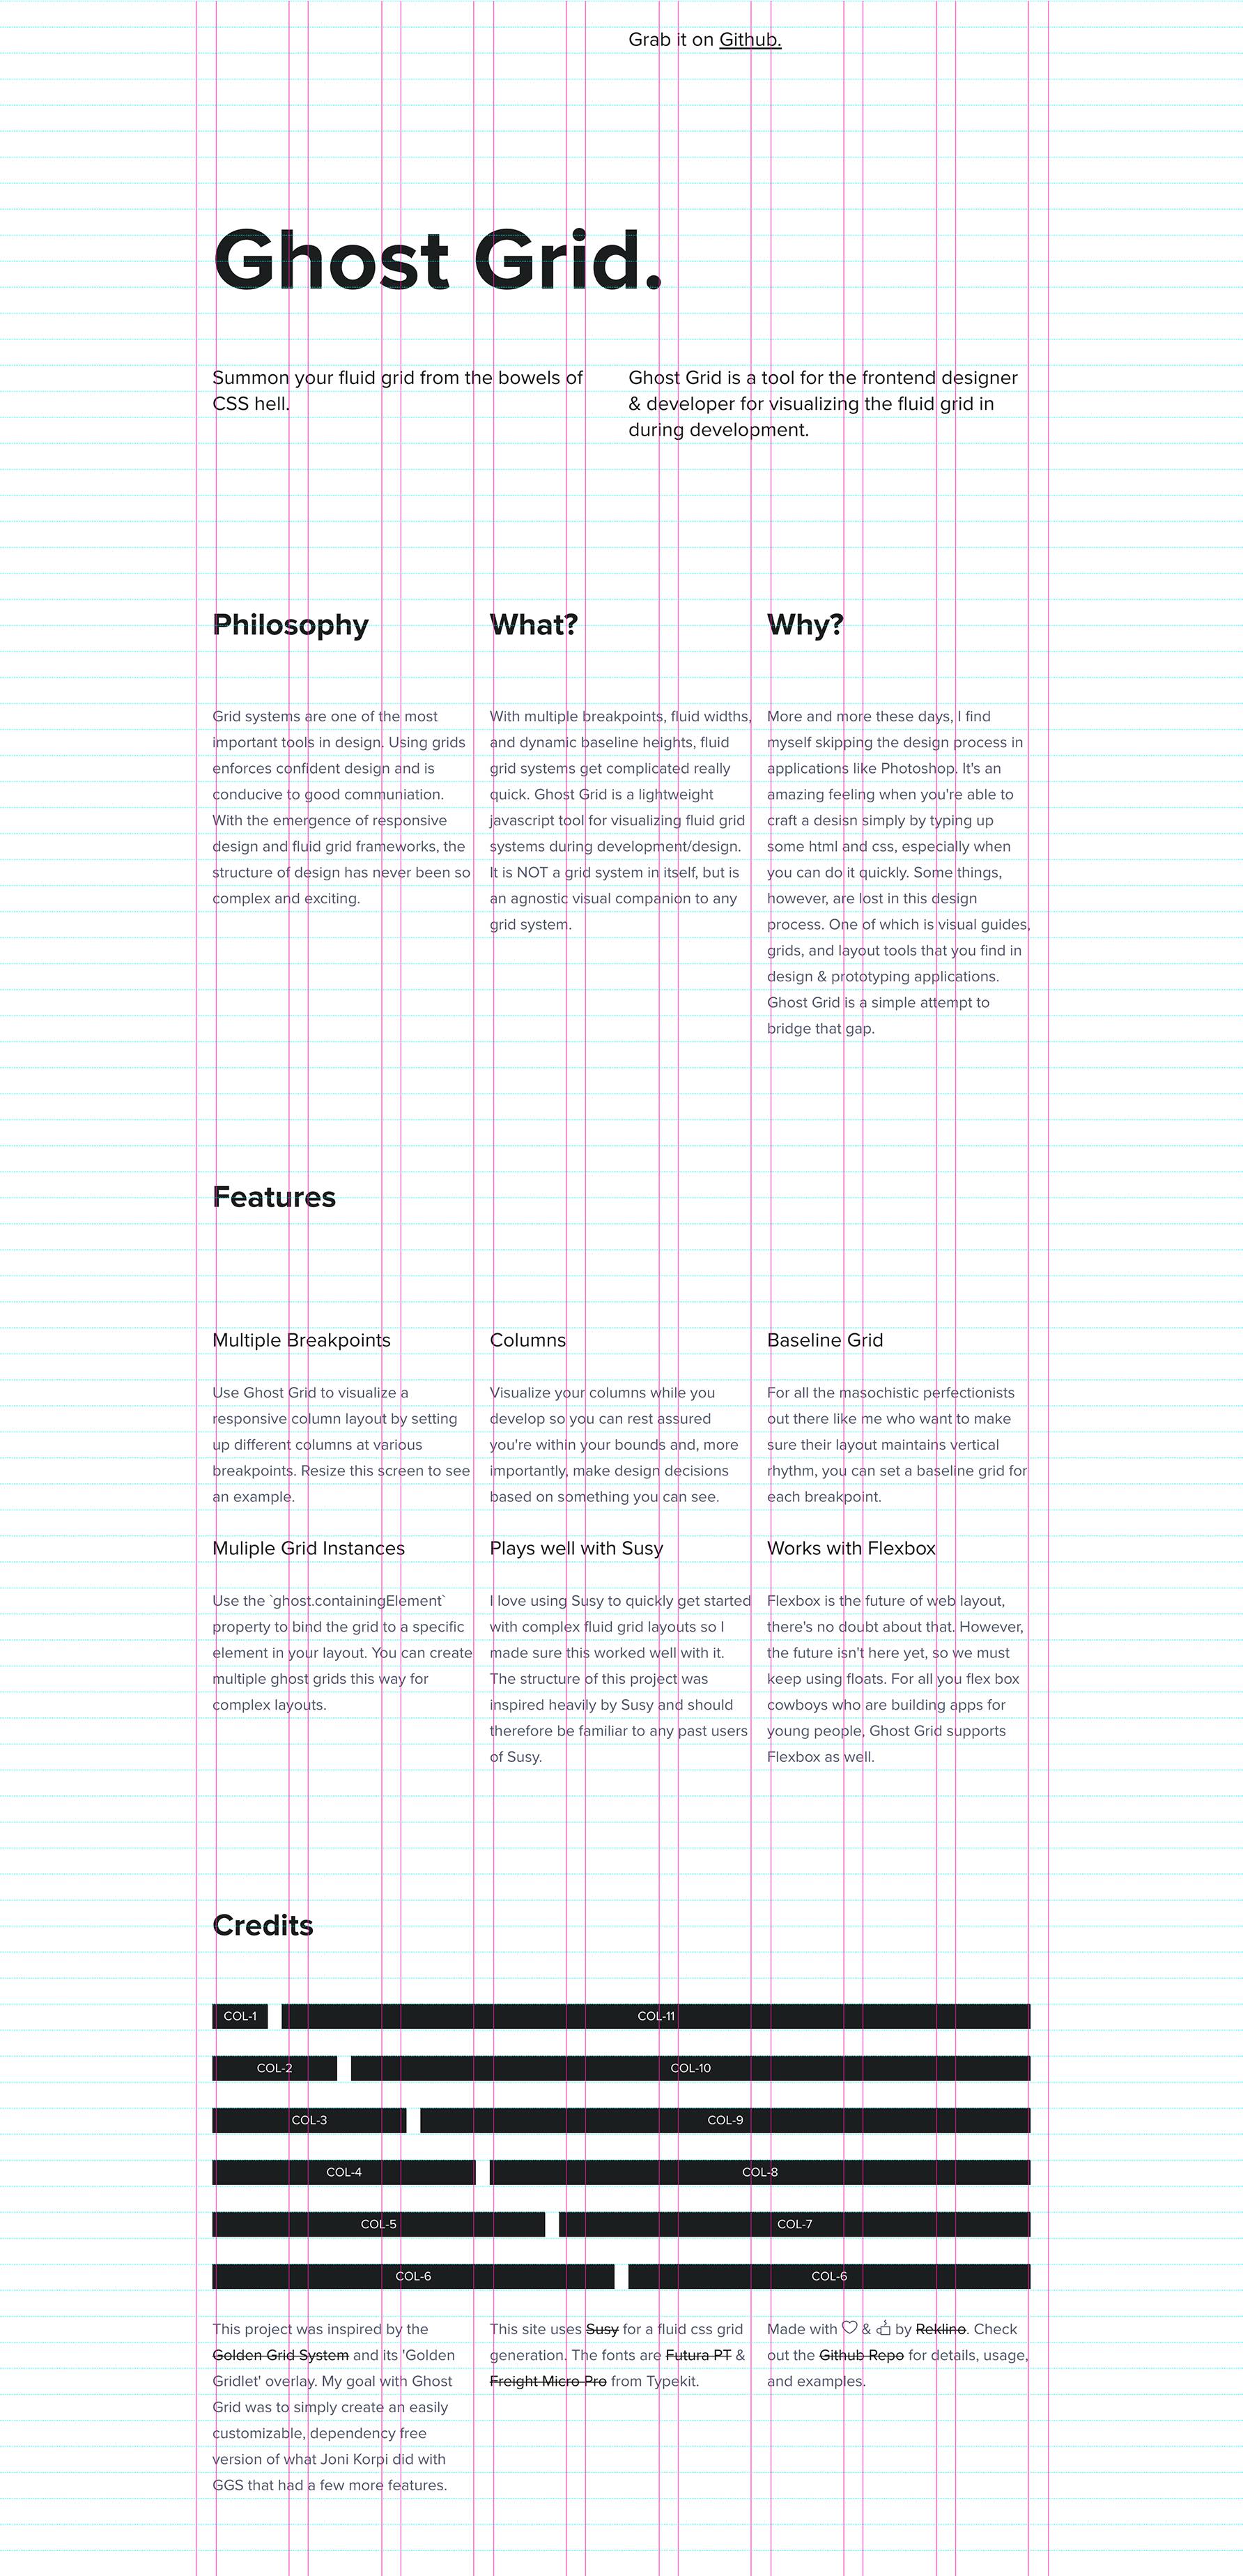 Grab it on Github.
Ghost Grid.
Summon your fluid grid from the bowels of
CSS hell.
Ghost Grid is a tool for the frontend designer
& developer for visualizing the fluid grid in
during development.
Philosophy
Grid systems are one of the most
important tools in design. Using grids
enforces confident design and is
conducive to good communiation.
With the emergence of responsive
design and fluid grid frameworks, the
structure of design has never been so
complex and exciting.
What?
With multiple breakpoints, fluid widths,
and dynamic baseline heights, fluid
grid systems get complicated really
quick. Ghost Grid is a lightweight
javascript tool for visualizing fluid grid
systems during development/design.
It is NOT a grid system in itself, but is
an agnostic visual companion to any
grid system.
Why?
More and more these days, I find
myself skipping the design process in
applications like Photoshop. It's an
amazing feeling when you're able to
craft a desisn simply by typing up
some html and css, especially when
you can do it quickly. Some things,
however, are lost in this design
process. One of which is visual guides,
grids, and layout tools that you find in
design & prototyping applications.
Ghost Grid is a simple attempt to
bridge that gap.
Features
Multiple Breakpoints
Use Ghost Grid to visualize a
responsive column layout by setting
up different columns at various
breakpoints. Resize this screen to see
an example.
Columns
Visualize your columns while you
develop so you can rest assured
you're within your bounds and, more
importantly, make design decisions
based on something you can see.
Baseline Grid
For all the masochistic perfectionists
out there like me who want to make
sure their layout maintains vertical
rhythm, you can set a baseline grid for
each breakpoint.
Muliple Grid Instances
Use the `ghost.containingElement`
property to bind the grid to a specific
element in your layout. You can create
multiple ghost grids this way for
complex layouts.
Plays well with Susy
I love using Susy to quickly get started
with complex fluid grid layouts so I
made sure this worked well with it.
The structure of this project was
inspired heavily by Susy and should
therefore be familiar to any past users
of Susy.
Works with Flexbox
Flexbox is the future of web layout,
there's no doubt about that. However,
the future isn't here yet, so we must
keep using floats. For all you flex box
cowboys who are building apps for
young people, Ghost Grid supports
Flexbox as well.
Credits
COL-1
COL-11
COL-2
COL-10
COL-3
COL-9
COL-4
COL-8
COL-5
COL-7
COL-6
COL-6
This project was inspired by the
Golden Grid System and its 'Golden
Gridlet' overlay. My goal with Ghost
Grid was to simply create an easily
customizable, dependency free
version of what Joni Korpi did with
GGS that had a few more features.
This site uses Susy for a fluid css grid
generation. The fonts are Futura PT &
Freight Micro Pro from Typekit.
Made with & by Reklino. Check
out the Github Repo for details, usage,
and examples.